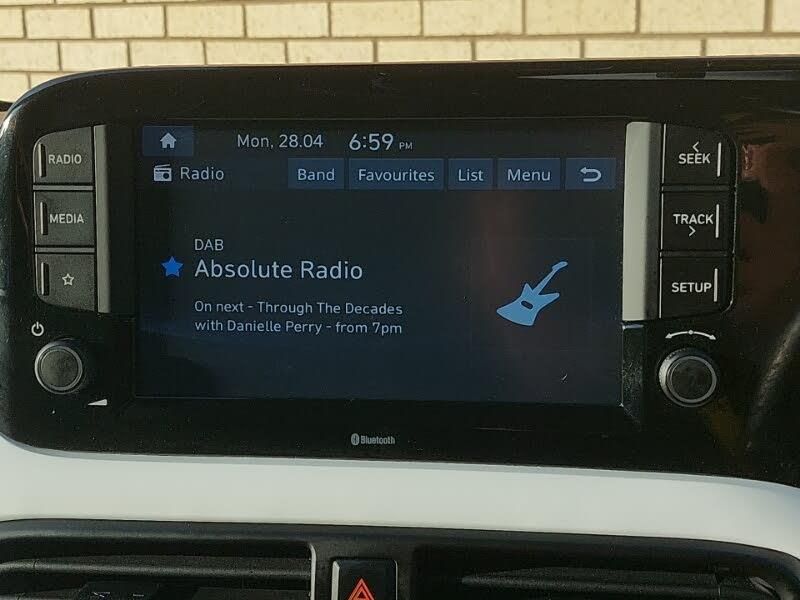 Mon, 28.04 6:59 PM
RADIO
Radio Band Favourites List Menu
SEEK
MEDIA
TRACK
DAB
Absolute Radio
On next - Through The Decades
with Danielle Perry - from 7pm
SETUP
Bluetooth